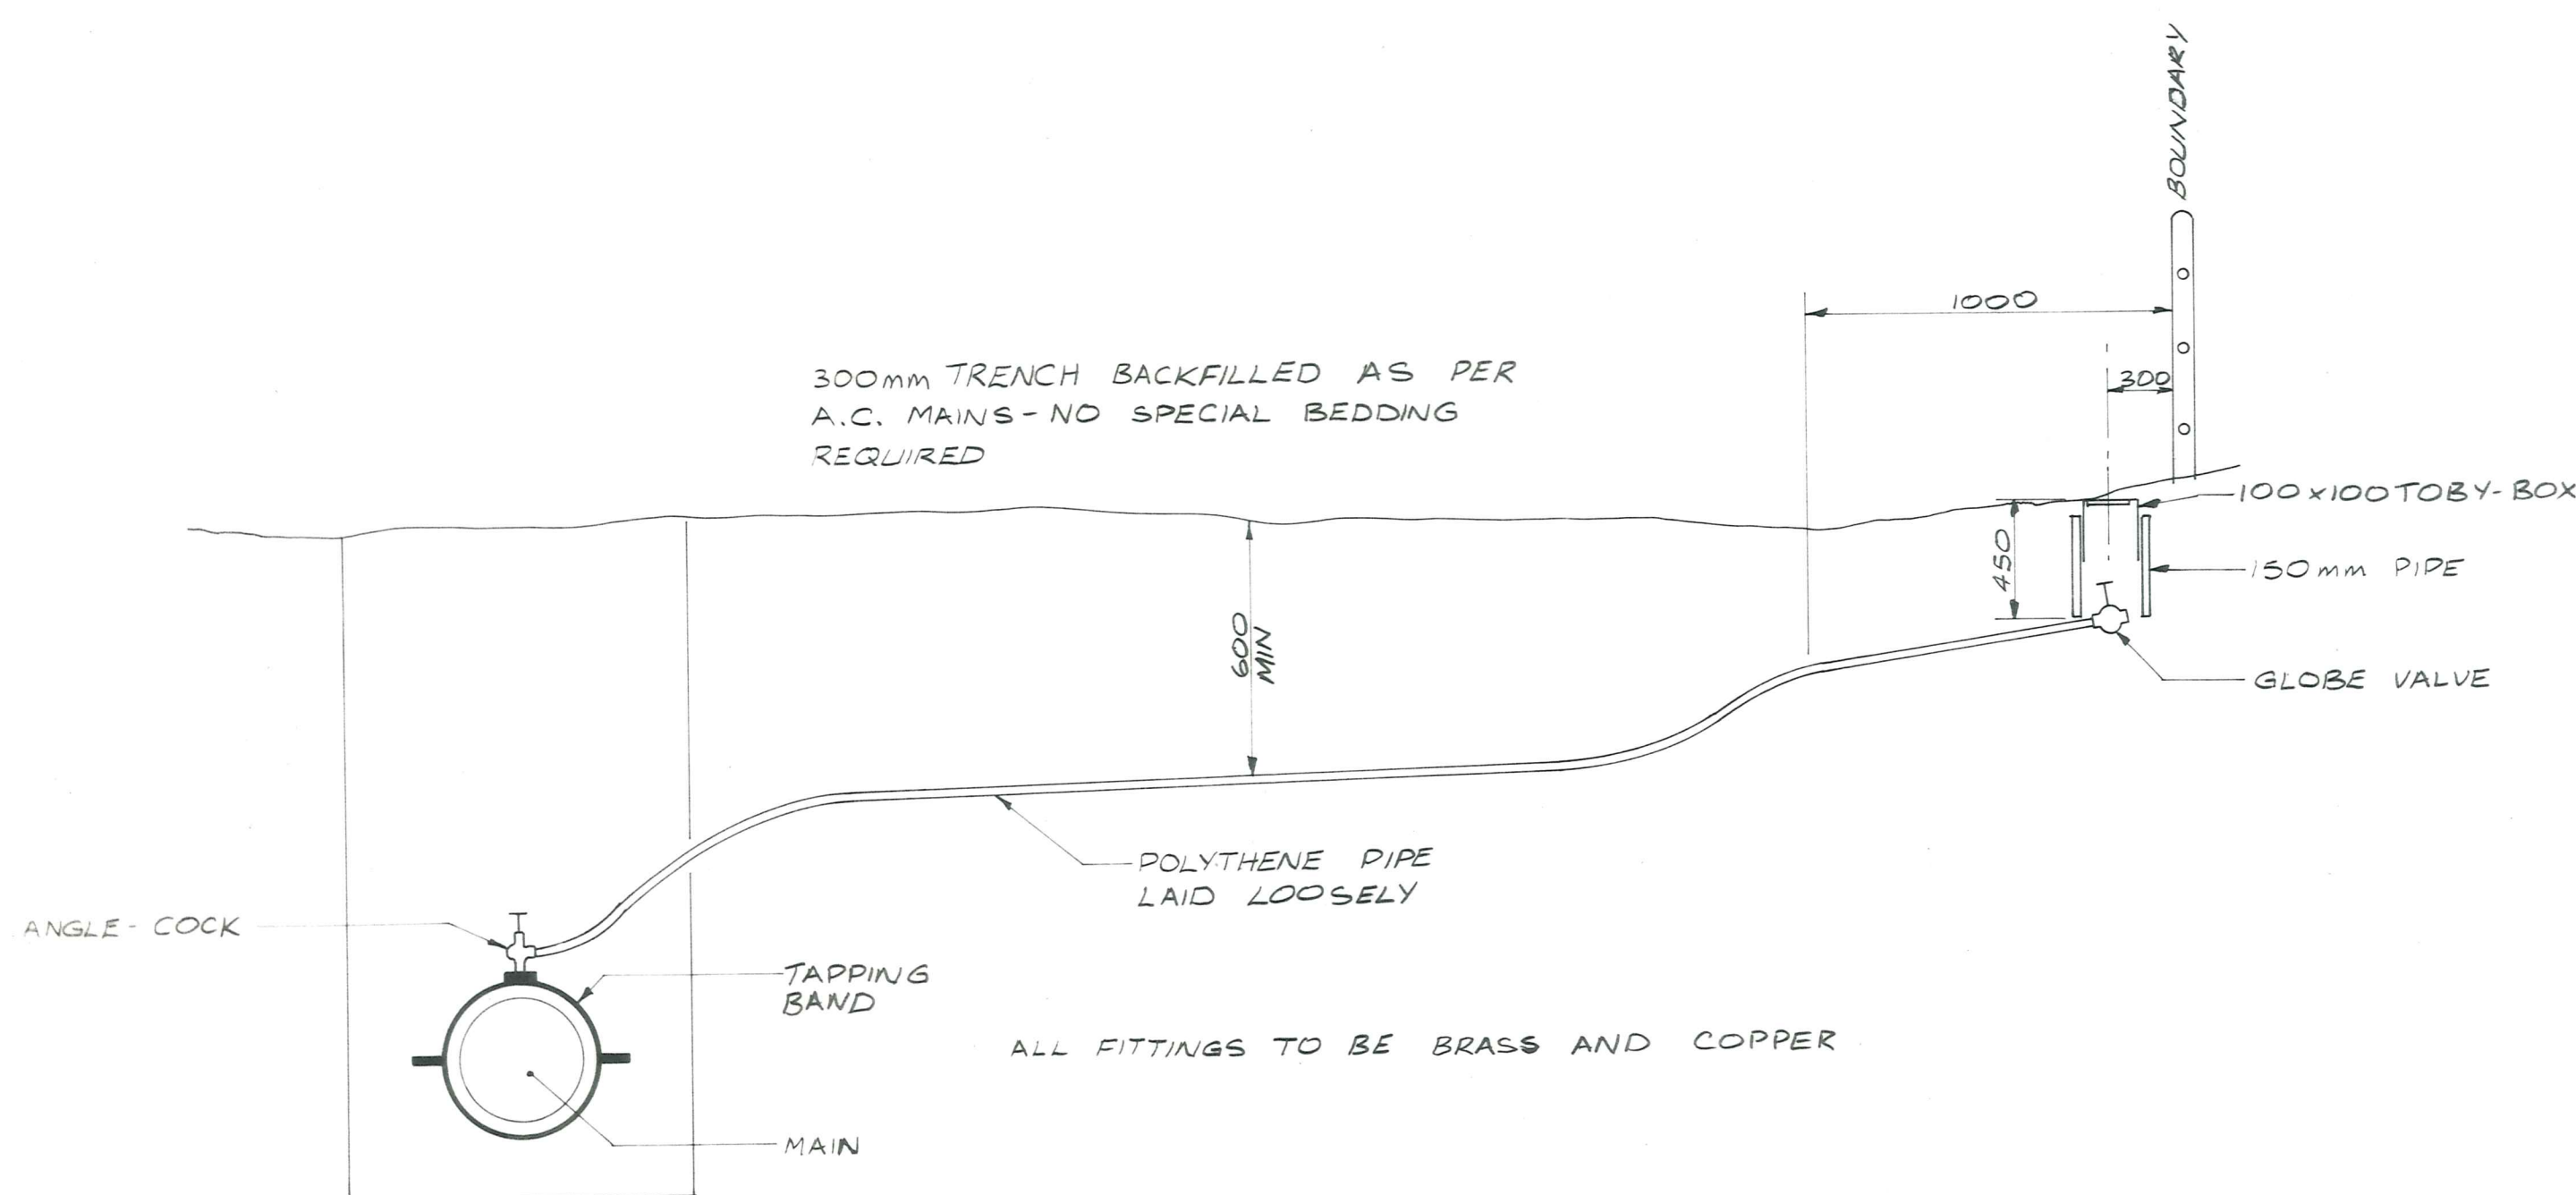 BOUNDARY
1000
300mm TRENCH BACKFILLED AS PER
A.C. MAINS - NO SPECIAL BEDDING
REQUIRED
300
100x100 TOBY-BOX
450
150mm PIPE
600
MIN
GLOBE VALVE
POLYTHENE PIPE
LAID LOOSELY
ANGLE-COCK
TAPPING
BAND
ALL FITTINGS TO BE BRASS AND COPPER
MAIN